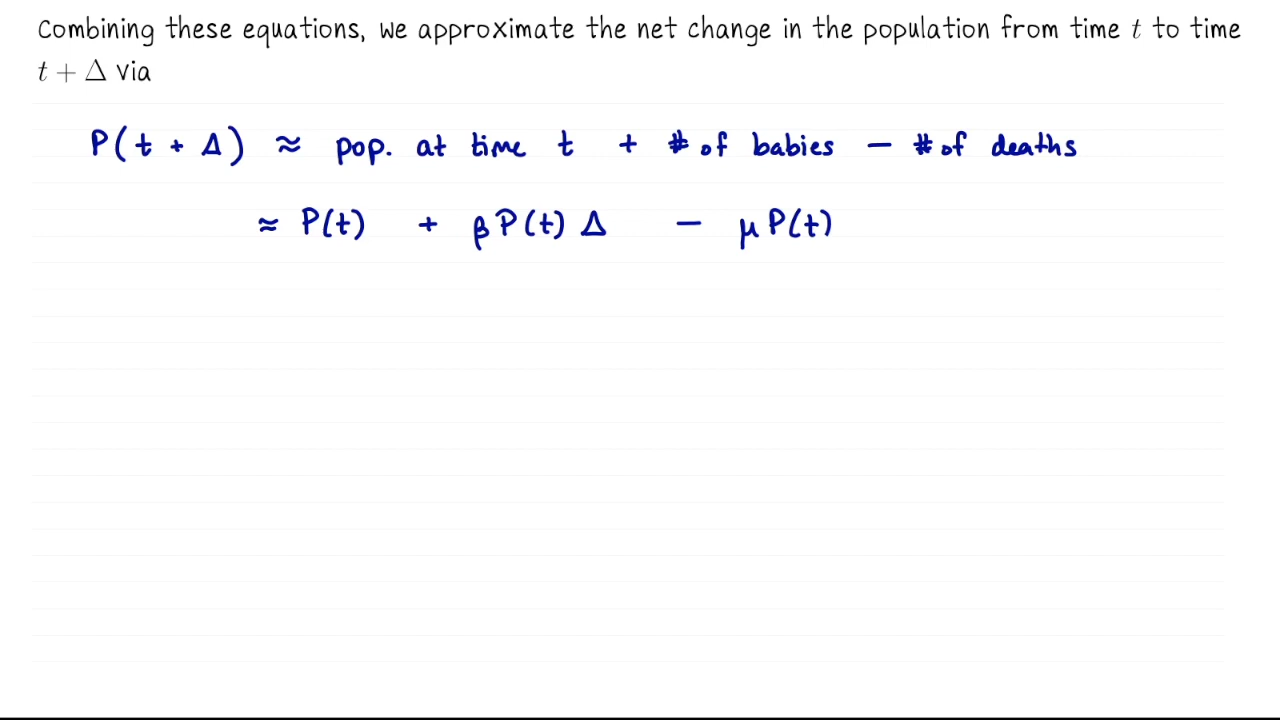 Combining these equations, we approximate the net change in the population from time t to time
t + Δ via
P(t + Δ) ≈ pop. at time t + # of babies − # of deaths
≈ P(t) + βP(t) Δ − μP(t)